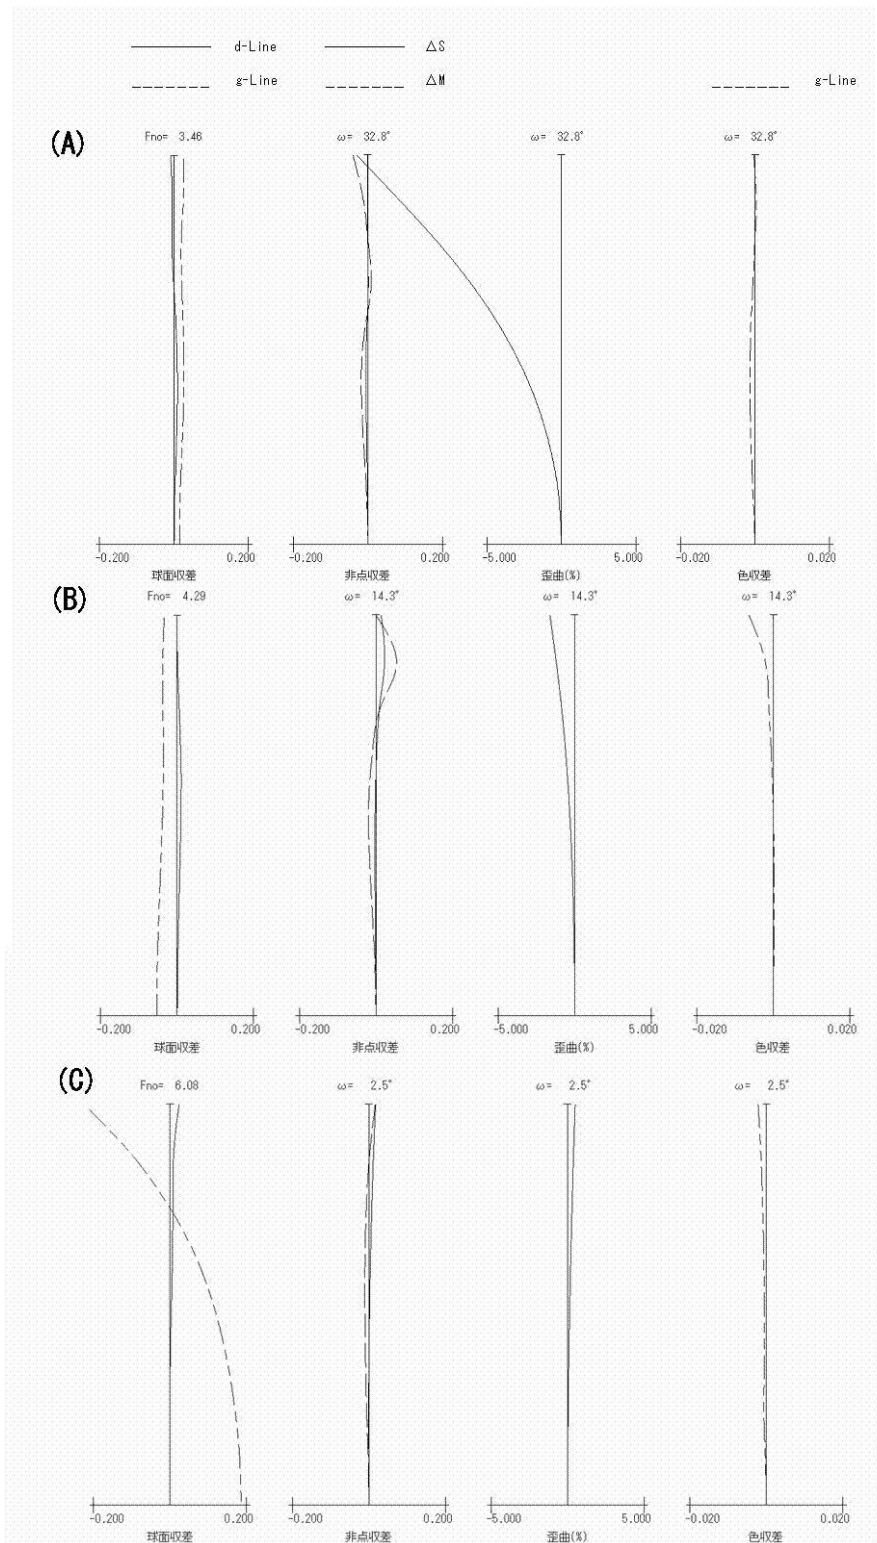 d-Line ΔS
g-Line ΔM g-Line
(A) Fno= 3.46 ω= 32.8° ω= 32.8° ω= 32.8°
-0.200 0.200 -0.200 0.200 -5.000 5.000 -0.020 0.020
球面収差 非点収差 歪曲(%) 色収差
(B) Fno= 4.29 ω= 14.3° ω= 14.3° ω= 14.3°
-0.200 0.200 -0.200 0.200 -5.000 5.000 -0.020 0.020
球面収差 非点収差 歪曲(%) 色収差
(C) Fno= 6.08 ω= 2.5° ω= 2.5° ω= 2.5°
-0.200 0.200 -0.200 0.200 -5.000 5.000 -0.020 0.020
球面収差 非点収差 歪曲(%) 色収差